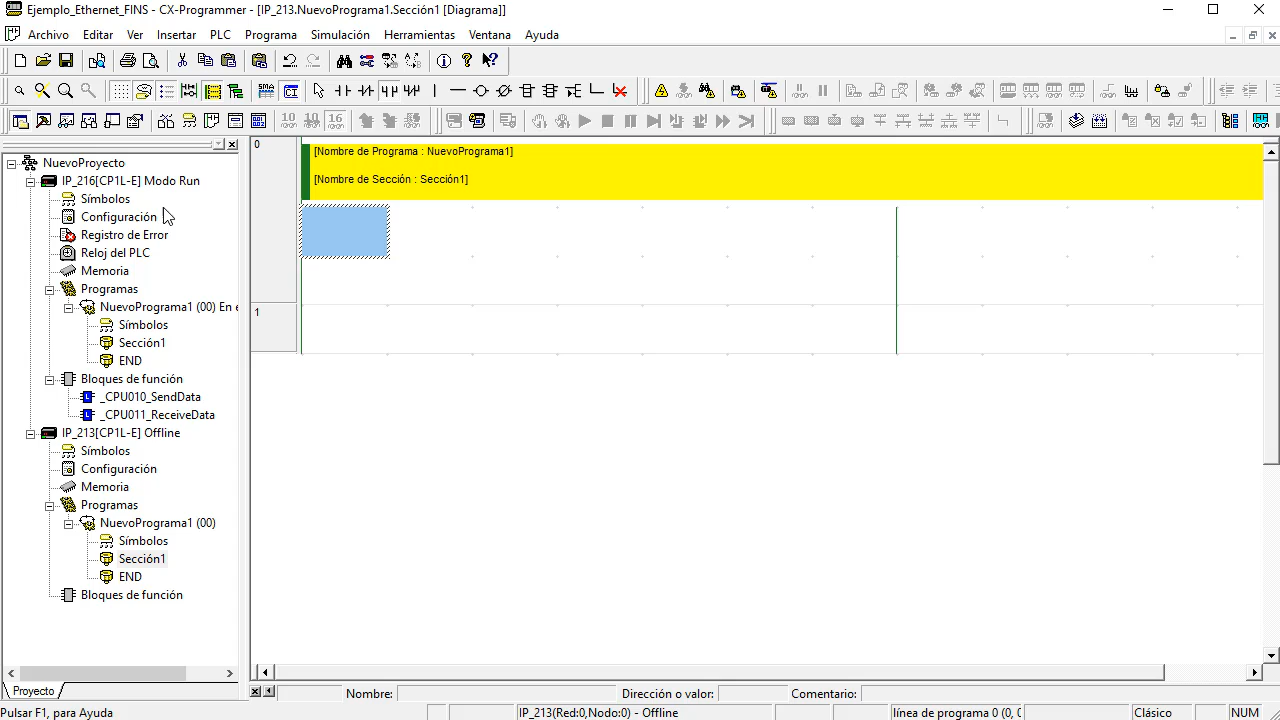 Ejemplo_Ethernet_FINS - CX-Programmer - [IP_213.NuevoPrograma1.Sección1 [Diagrama]]
Archivo Editar Ver Insertar PLC Programa Simulación Herramientas Ventana Ayuda
SMA
10 10 16
NuevoProyecto
IP_216[CP1L-E] Modo Run
Símbolos
Configuración
Registro de Error
Reloj del PLC
Memoria
Programas
NuevoPrograma1 (00) En e
Símbolos
Sección1
END
Bloques de función
_CPU010_SendData
_CPU011_ReceiveData
IP_213[CP1L-E] Offline
Símbolos
Configuración
Memoria
Programas
NuevoPrograma1 (00)
Símbolos
Sección1
END
Bloques de función
Proyecto
0
[Nombre de Programa : NuevoPrograma1]
[Nombre de Sección : Sección1]
1
Nombre: Dirección o valor: Comentario:
Pulsar F1, para Ayuda IP_213(Red:0,Nodo:0) - Offline línea de programa 0 (0, 0 Clásico NUM